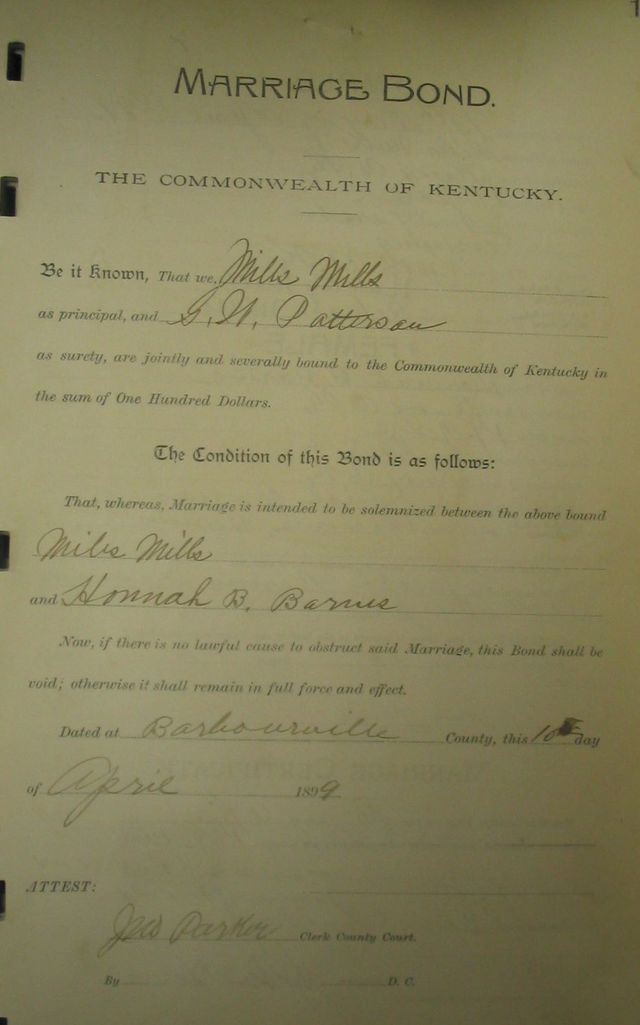 MARRIAGE BOND.
THE COMMONWEALTH OF KENTUCKY.
Be it Known, That we, Mills Mills
as principal, and G. W. Patterson
as surety, are jointly and severally bound to the Commonwealth of Kentucky in
the sum of One Hundred Dollars.
The Condition of this Bond is as follows:
That, whereas, Marriage is intended to be solemnized between the above bound
Miles Mills
and Honnah B. Barnes
Now, if there is no lawful cause to obstruct said Marriage, this Bond shall be
void; otherwise it shall remain in full force and effect.
Dated at Barbourville County, this 10th day
of April 1899
ATTEST:
Jas Parker Clerk County Court.
By D. C.